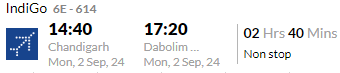 IndiGo 6E - 614
14:40 17:20 02 Hrs 40 Mins
Chandigarh Dabolim ... Non stop
Mon, 2 Sep, 24 Mon, 2 Sep, 24